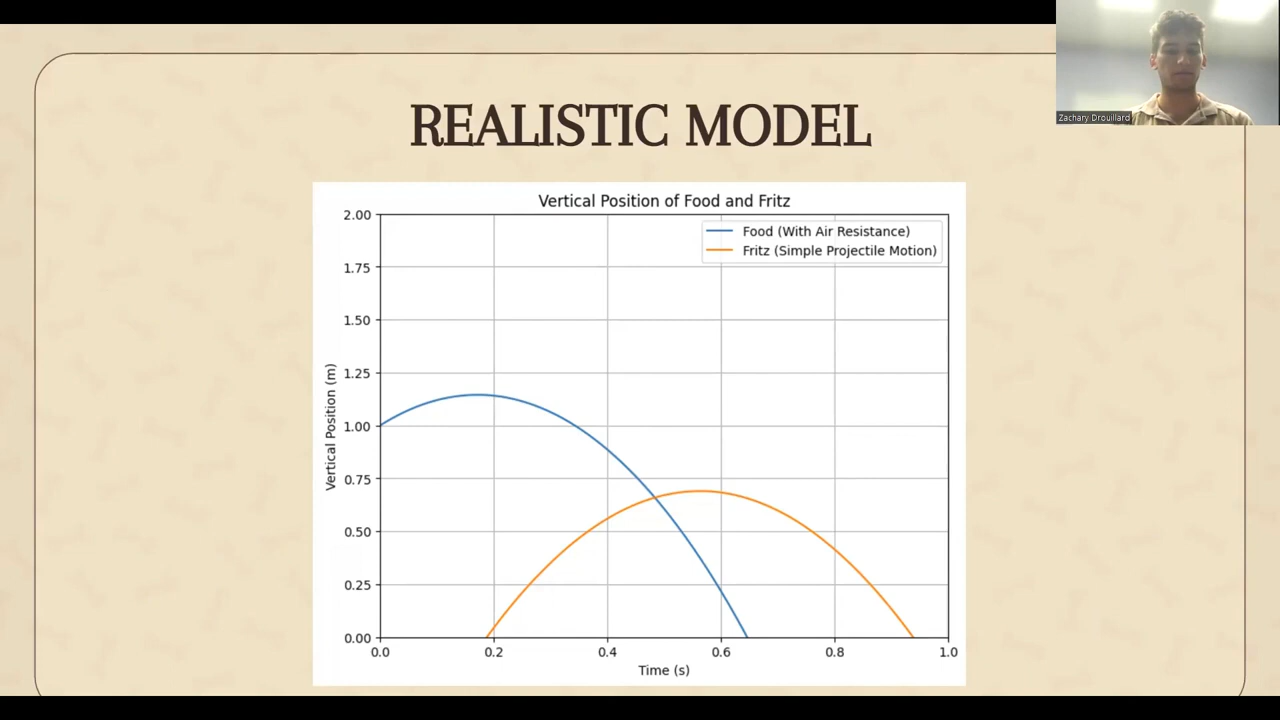 Zachary Drouillard
REALISTIC MODEL
Vertical Position of Food and Fritz
Food (With Air Resistance)
Fritz (Simple Projectile Motion)
Vertical Position (m)
2.00
1.75
1.50
1.25
1.00
0.75
0.50
0.25
0.00
0.0 0.2 0.4 0.6 0.8 1.0
Time (s)